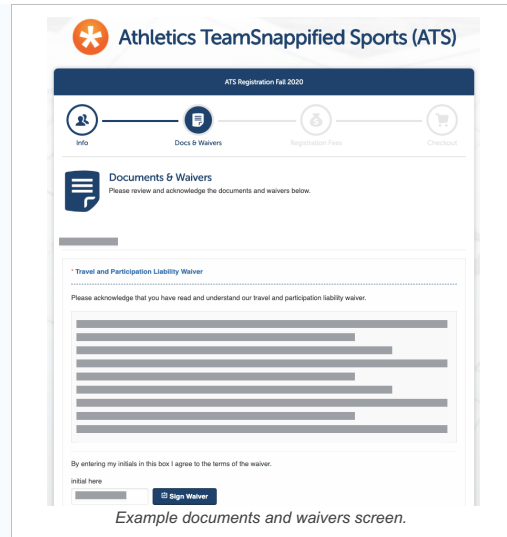 Athletics TeamSnappified Sports (ATS)
ATS Registration Fall 2020
Info
Docs & Waivers
Registration Fees
Checkout
Documents & Waivers
Please review and acknowledge the documents and waivers below.
* Travel and Participation Liability Waiver
Please acknowledge that you have read and understand our travel and participation liability waiver.
By entering my initials in this box I agree to the terms of the waiver.
initial here
Sign Waiver
Example documents and waivers screen.